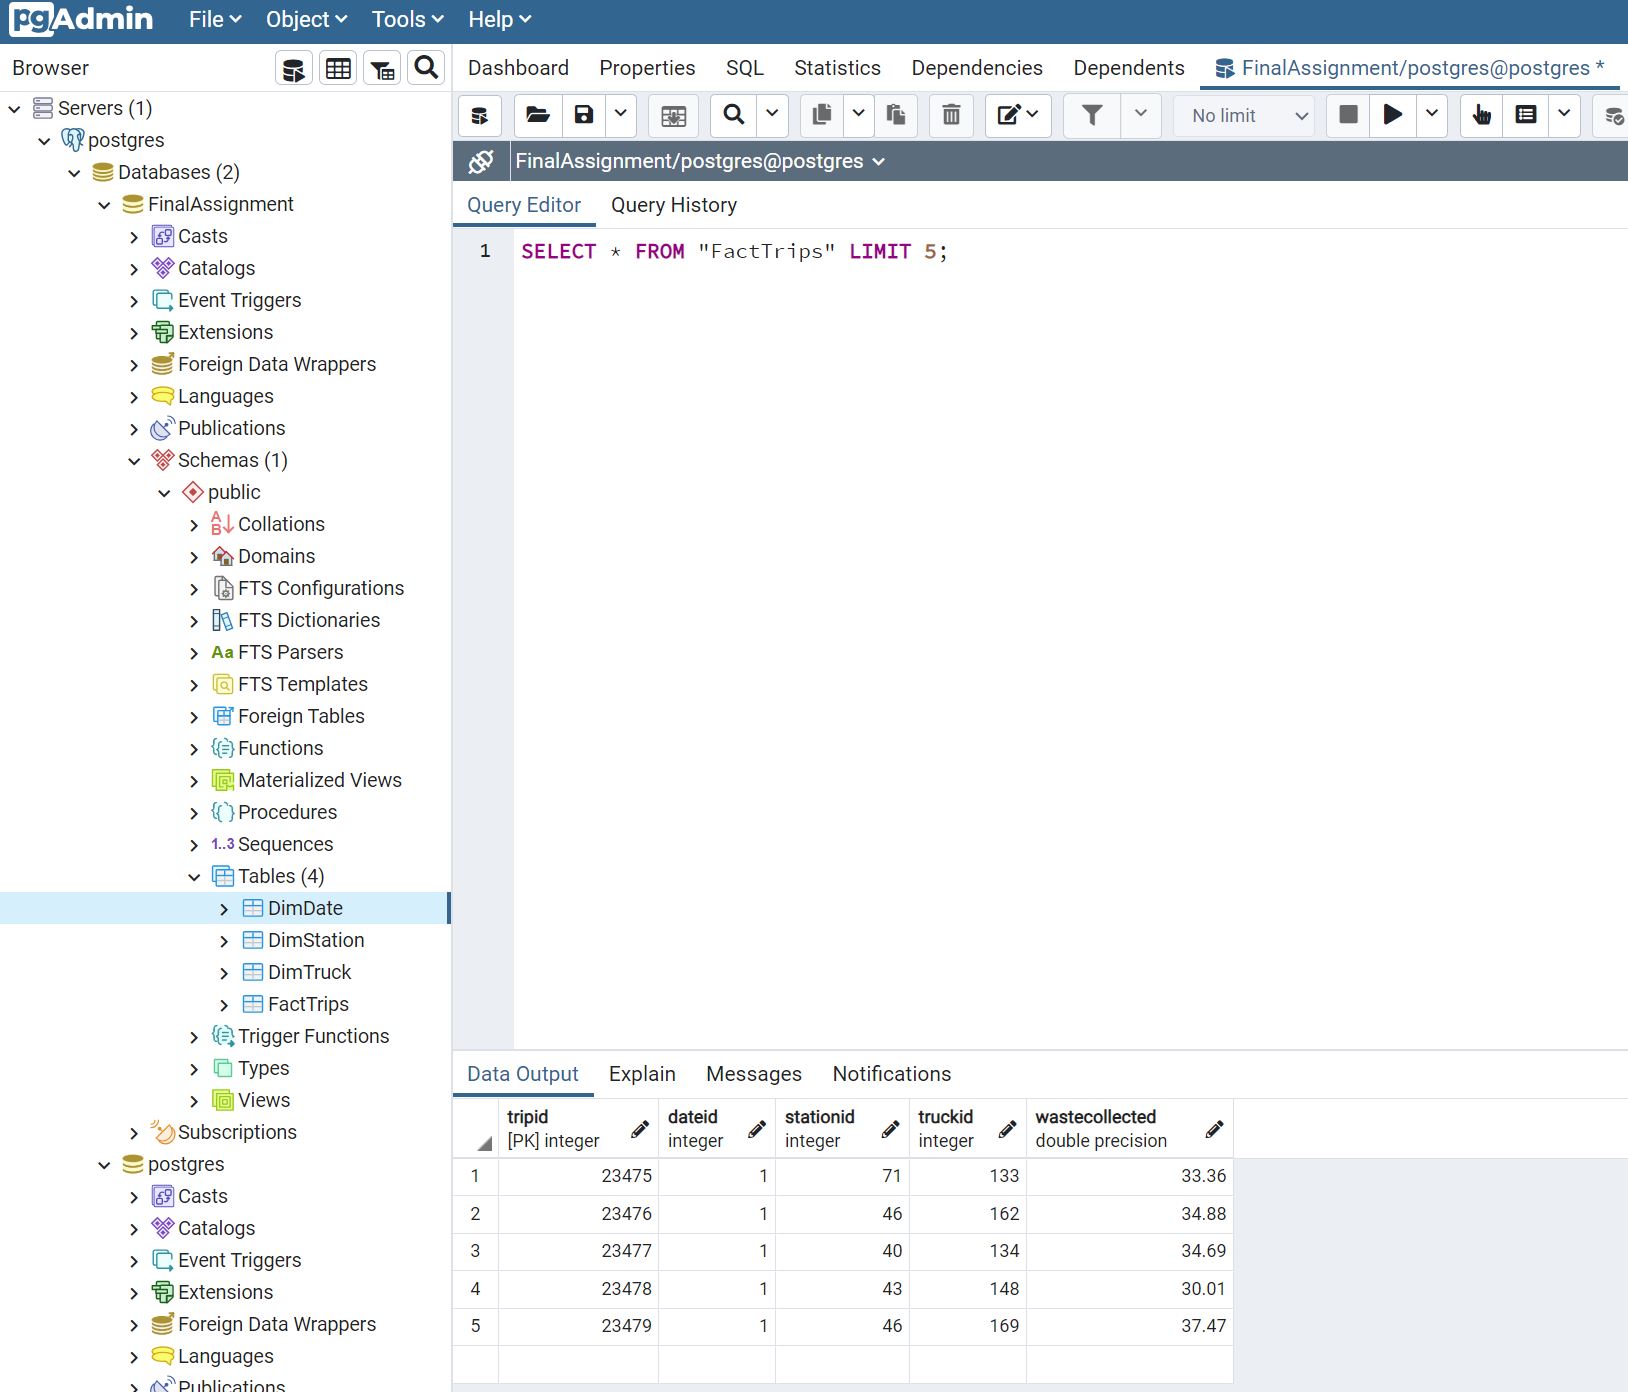 pgAdmin File Object Tools Help
Browser
Dashboard Properties SQL Statistics Dependencies Dependents FinalAssignment/postgres@postgres *
No limit
FinalAssignment/postgres@postgres
Query Editor Query History
1 SELECT * FROM "FactTrips" LIMIT 5;
Servers (1)
postgres
Databases (2)
FinalAssignment
Casts
Catalogs
Event Triggers
Extensions
Foreign Data Wrappers
Languages
Publications
Schemas (1)
public
Collations
Domains
FTS Configurations
FTS Dictionaries
Aa FTS Parsers
FTS Templates
Foreign Tables
Functions
Materialized Views
Procedures
1..3 Sequences
Tables (4)
DimDate
DimStation
DimTruck
FactTrips
Trigger Functions
Types
Views
Subscriptions
postgres
Casts
Catalogs
Event Triggers
Extensions
Foreign Data Wrappers
Languages
Publications
Data Output Explain Messages Notifications
tripid dateid stationid truckid wastecollected
[PK] integer integer integer integer double precision
1 23475 1 71 133 33.36
2 23476 1 46 162 34.88
3 23477 1 40 134 34.69
4 23478 1 43 148 30.01
5 23479 1 46 169 37.47